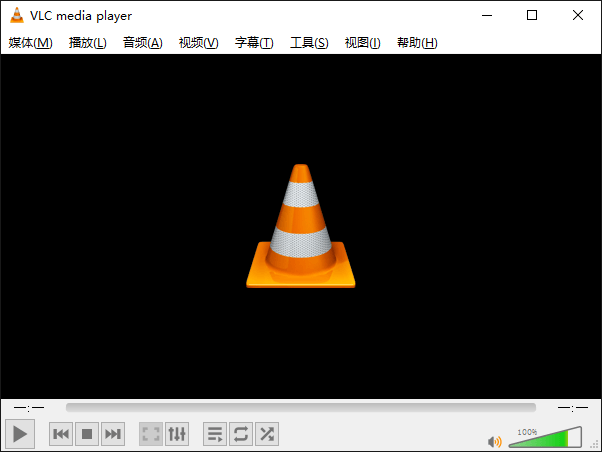 VLC media player
媒体(M) 播放(L) 音频(A) 视频(V) 字幕(T) 工具(S) 视图(I) 帮助(H)
--:-- --:--
100%